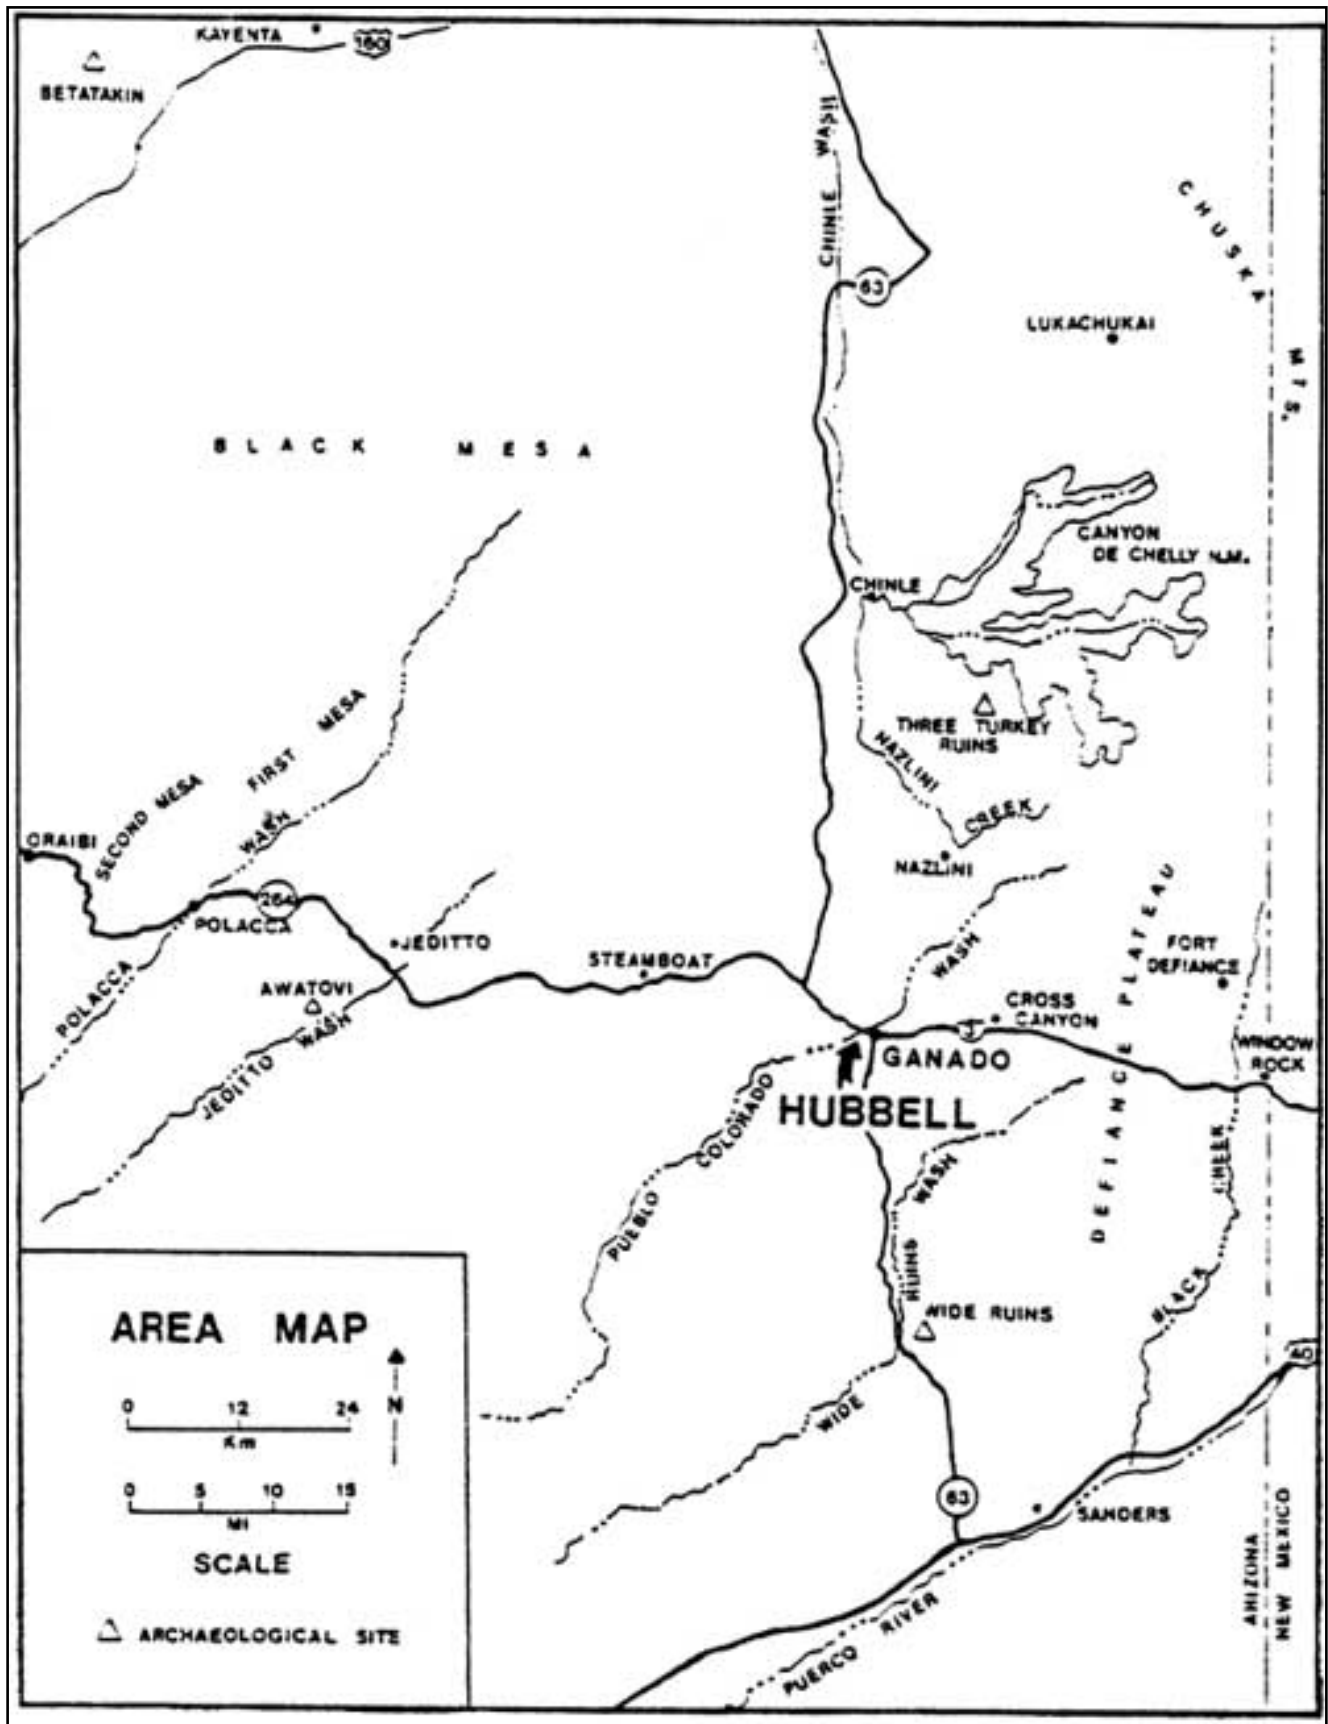 KAYENTA
160
BETATAKIN
CHINLE WASH
CHUSKA MTS.
63
LUKACHUKAI
BLACK MESA
CANYON
DE CHELLY N.M.
CHINLE
THREE TURKEY
RUINS
NAZLINI CREEK
FIRST MESA
SECOND MESA
WASH
ORAIBI
NAZLINI
264
POLACCA
JEDITTO
STEAMBOAT
WASH
DEFIANCE PLATEAU
FORT
DEFIANCE
POLACCA
AWATOVI
JEDITTO WASH
CROSS
CANYON
3
GANADO
WINDOW
ROCK
HUBBELL
PUEBLO COLORADO
WIDE RUINS WASH
BLACK CREEK
WIDE RUINS
40
AREA MAP
N
0 12 24
Km
0 5 10 15
MI
SCALE
ARCHAEOLOGICAL SITE
63
SANDERS
PUERCO RIVER
ARIZONA
NEW MEXICO